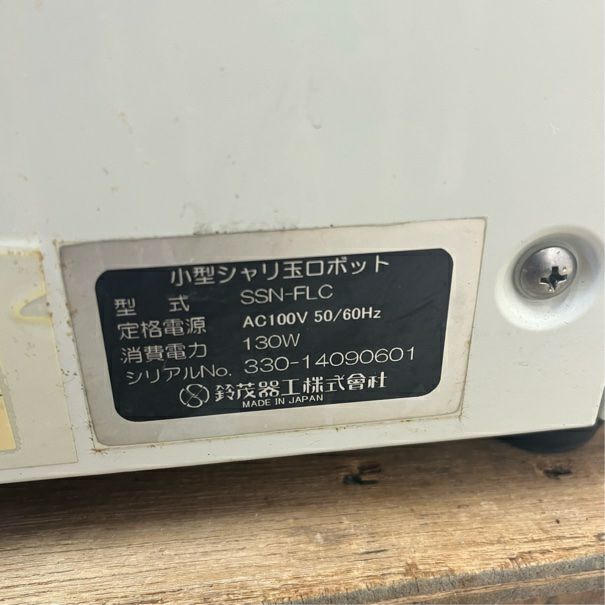 小型シャリ玉ロボット
型 式 SSN-FLC
定格電源 AC100V 50/60Hz
消費電力 130W
シリアルNo. 330-14090601
鈴茂器工株式會社
MADE IN JAPAN